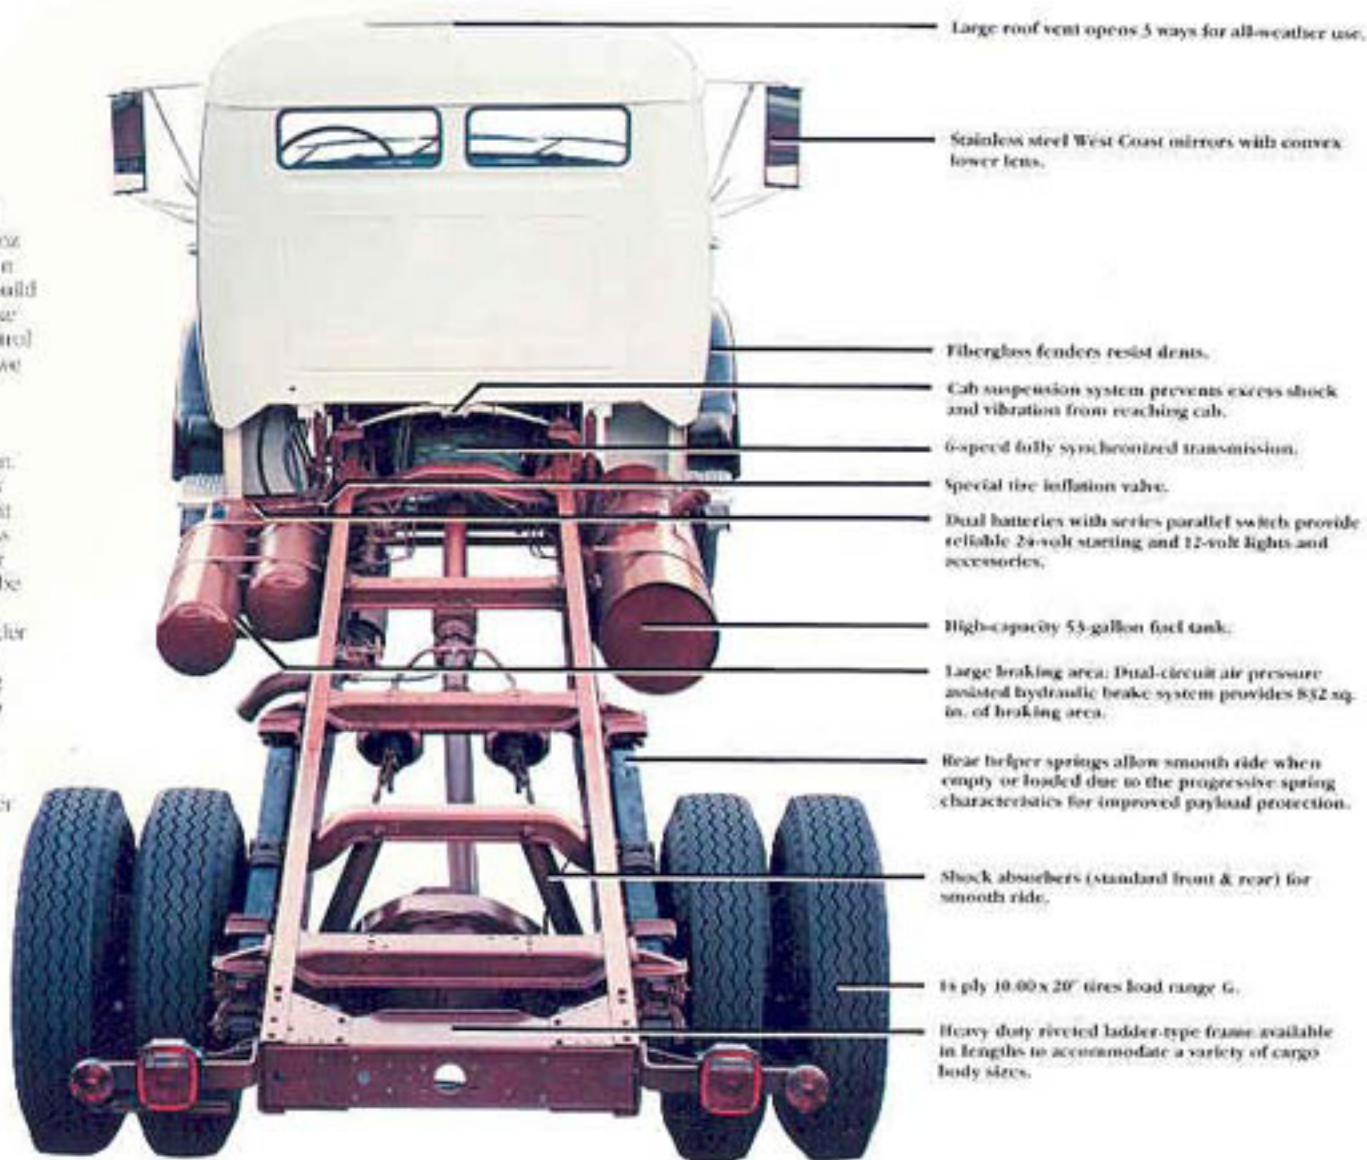 oz
uild
trol
we
be
der
er
Large roof vent opens 3 ways for all-weather use.
Stainless steel West Coast mirrors with convex
lower lens.
Fiberglass fenders resist dents.
Cab suspension system prevents excess shock
and vibration from reaching cab.
6-speed fully synchronized transmission.
Special tire inflation valve.
Dual batteries with series parallel switch provide
reliable 24-volt starting and 12-volt lights and
accessories.
High-capacity 53-gallon fuel tank.
Large braking area: Dual-circuit air pressure
assisted hydraulic brake system provides 832 sq.
in. of braking area.
Rear helper springs allow smooth ride when
empty or loaded due to the progressive spring
characteristics for improved payload protection.
Shock absorbers (standard front & rear) for
smooth ride.
14 ply 10.00 x 20" tires load range G.
Heavy duty riveted ladder-type frame available
in lengths to accommodate a variety of cargo
body sizes.